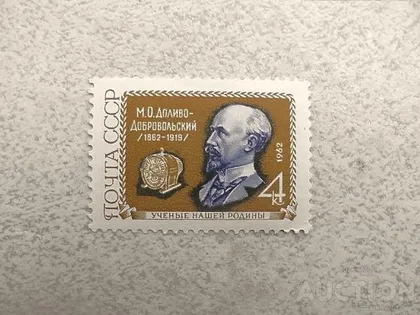 ПОЧТА СССР
М.О. ДОЛИВО-
ДОБРОВОЛЬСКИЙ
/1862-1919/
1962
4 к
УЧЕНЫЕ НАШЕЙ РОДИНЫ
AUCTION